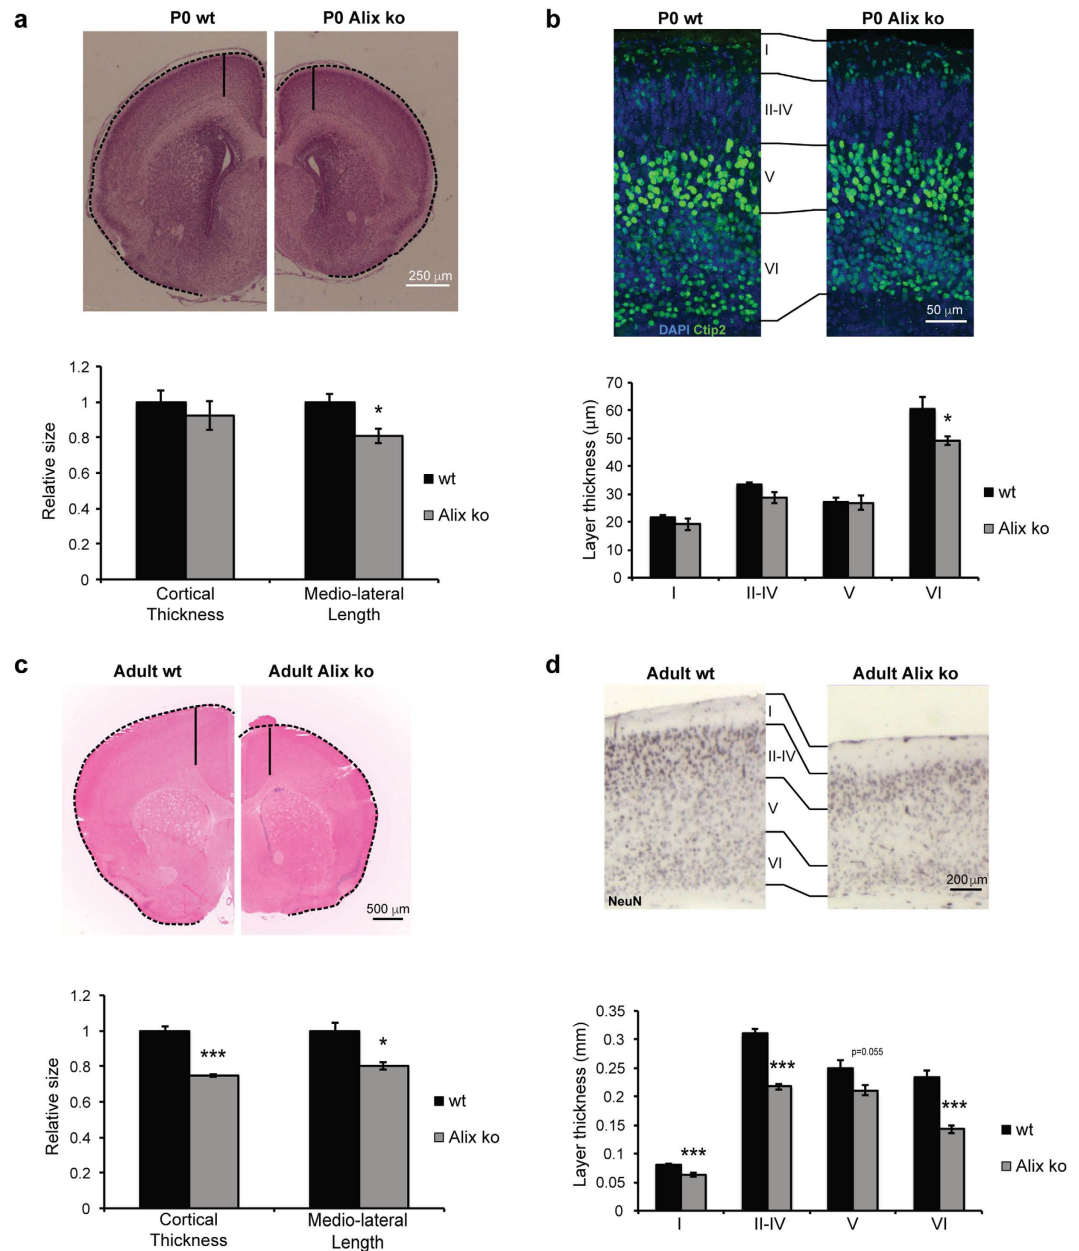 a
P0 wt
P0 Alix ko
250 µm
1.2
1
0.8
0.6
0.4
0.2
0
Relative size
*
wt
Alix ko
Cortical
Thickness
Medio-lateral
Length
b
P0 wt
P0 Alix ko
I
II-IV
V
VI
DAPI Ctip2
50 µm
70
60
50
40
30
20
10
0
Layer thickness (µm)
*
wt
Alix ko
I
II-IV
V
VI
c
Adult wt
Adult Alix ko
500 µm
1.2
1
0.8
0.6
0.4
0.2
0
Relative size
***
*
wt
Alix ko
Cortical
Thickness
Medio-lateral
Length
d
Adult wt
Adult Alix ko
I
II-IV
V
VI
NeuN
200 µm
0.35
0.3
0.25
0.2
0.15
0.1
0.05
0
Layer thickness (mm)
***
***
p=0.055
***
wt
Alix ko
I
II-IV
V
VI